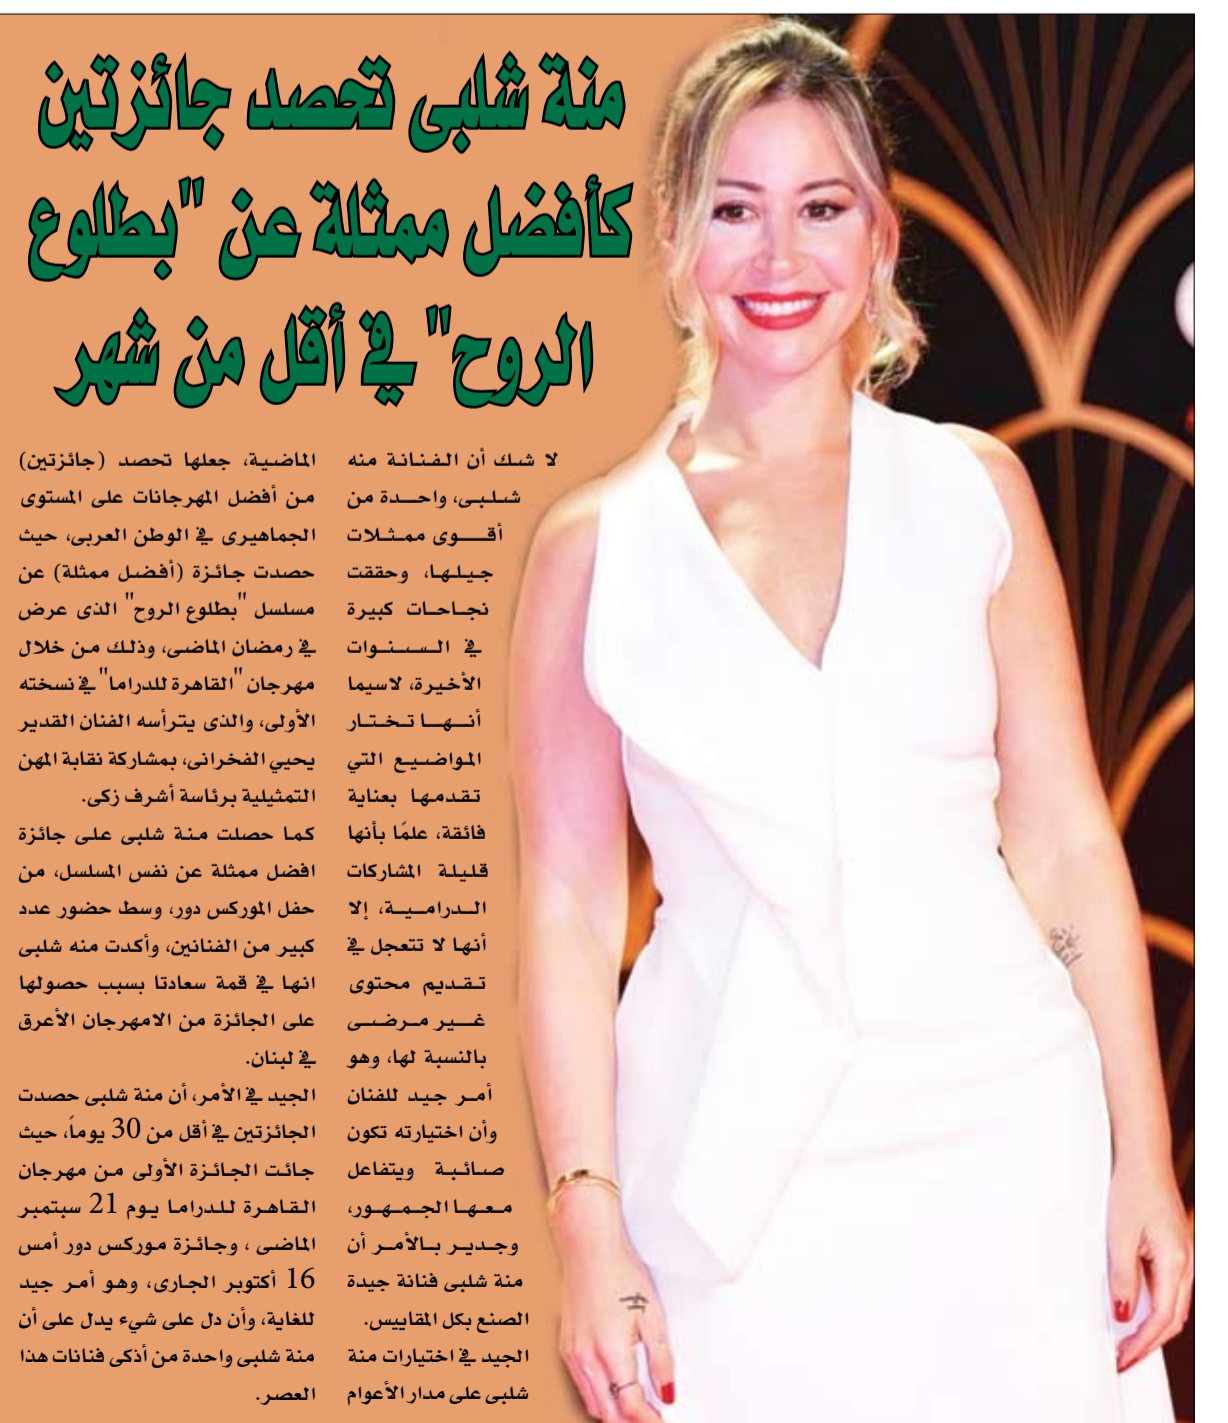 منة شلبى تحصد جائزتين
كأفضل ممثلة عن "بطلوع
الروح" في أقل من شهر
لا شك أن الفنانة منه
شلبى، واحدة من
أقوى ممثلات
جيلها، وحققت
نجاحات كبيرة
في السنوات
الأخيرة، لاسيما
أنها تختار
المواضيع التي
تقدمها بعناية
فائقة، علمًا بأنها
قليلة المشاركات
الدرامية، إلا
أنها لا تتعجل في
تقديم محتوى
غير مرضى
بالنسبة لها، وهو
أمر جيد للفنان
وأن اختيارته تكون
صائبة ويتفاعل
معها الجمهور،
وجدير بالأمر أن
منة شلبى فنانة جيدة
الصنع بكل المقاييس.
الجيد في اختيارات منة
شلبى على مدار الأعوام
الماضية، جعلها تحصد (جائزتين)
من أفضل المهرجانات على المستوى
الجماهيرى في الوطن العربى، حيث
حصدت جائزة (أفضل ممثلة) عن
مسلسل "بطلوع الروح" الذى عرض
في رمضان الماضى، وذلك من خلال
مهرجان "القاهرة للدراما" في نسخته
الأولى، والذى يترأسه الفنان القدير
يحيي الفخرانى، بمشاركة نقابة المهن
التمثيلية برئاسة أشرف زكى.
كما حصلت منة شلبى على جائزة
افضل ممثلة عن نفس المسلسل، من
حفل الموركس دور، وسط حضور عدد
كبير من الفنانين، وأكدت منه شلبى
انها في قمة سعادتا بسبب حصولها
على الجائزة من الامهرجان الأعرق
في لبنان.
الجيد في الأمر، أن منة شلبى حصدت
الجائزتين في أقل من 30 يوماً، حيث
جائت الجائزة الأولى من مهرجان
القاهرة للدراما يوم 21 سبتمبر
الماضى ، وجائزة موركس دور أمس
16 أكتوبر الجارى، وهو أمر جيد
للغاية، وأن دل على شيء يدل على أن
منة شلبى واحدة من أذكى فنانات هذا
العصر.